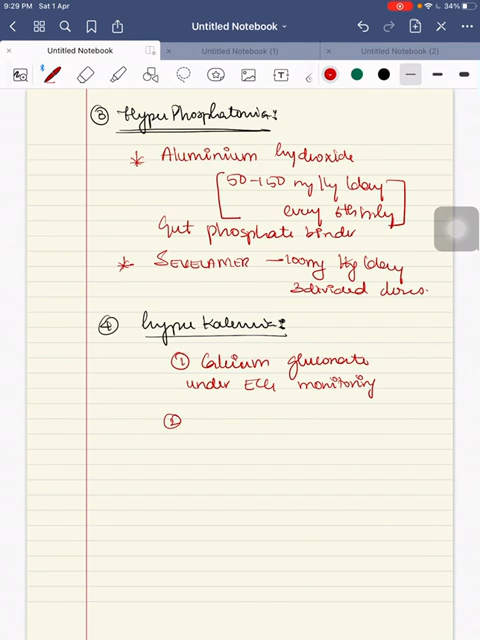 9:29 PM Sat 1 Apr
34%
Untitled Notebook
Untitled Notebook
Untitled Notebook (1)
Untitled Notebook (2)
③ Hyper Phosphatemia:
* Aluminium hydroxide
50-150 mg/kg/day
every 6th hrly
Gut phosphate binder
* SEVELAMER - 100mg/kg/day
3 divided doses.
④ hyper Kalemia:
① Calcium gluconate
under ECG monitoring
②